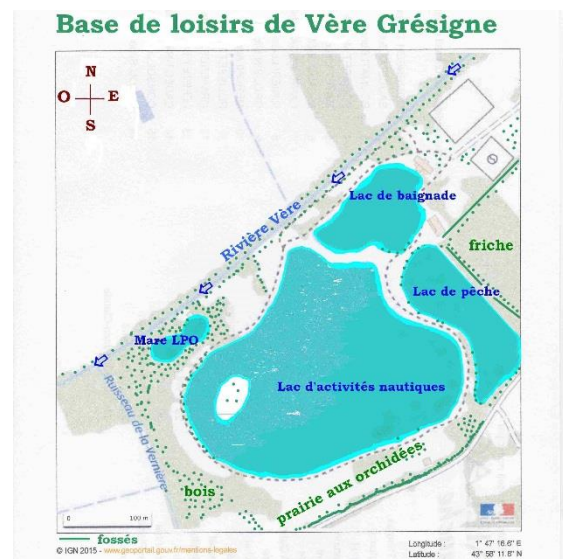 Base de loisirs de Vère Grésigne
N
O E
S
Lac de baignade
Rivière Vère
friche
Lac de pêche
Mare LPO
Lac d'activités nautiques
Ruisseau de la Vernière
prairie aux orchidées
bois
0 100 m
fossés
© IGN 2015 - www.geoportail.gouv.fr/mentions-legales
Longitude : 1° 47' 16.6" E
Latitude : 43° 58' 11.8" N